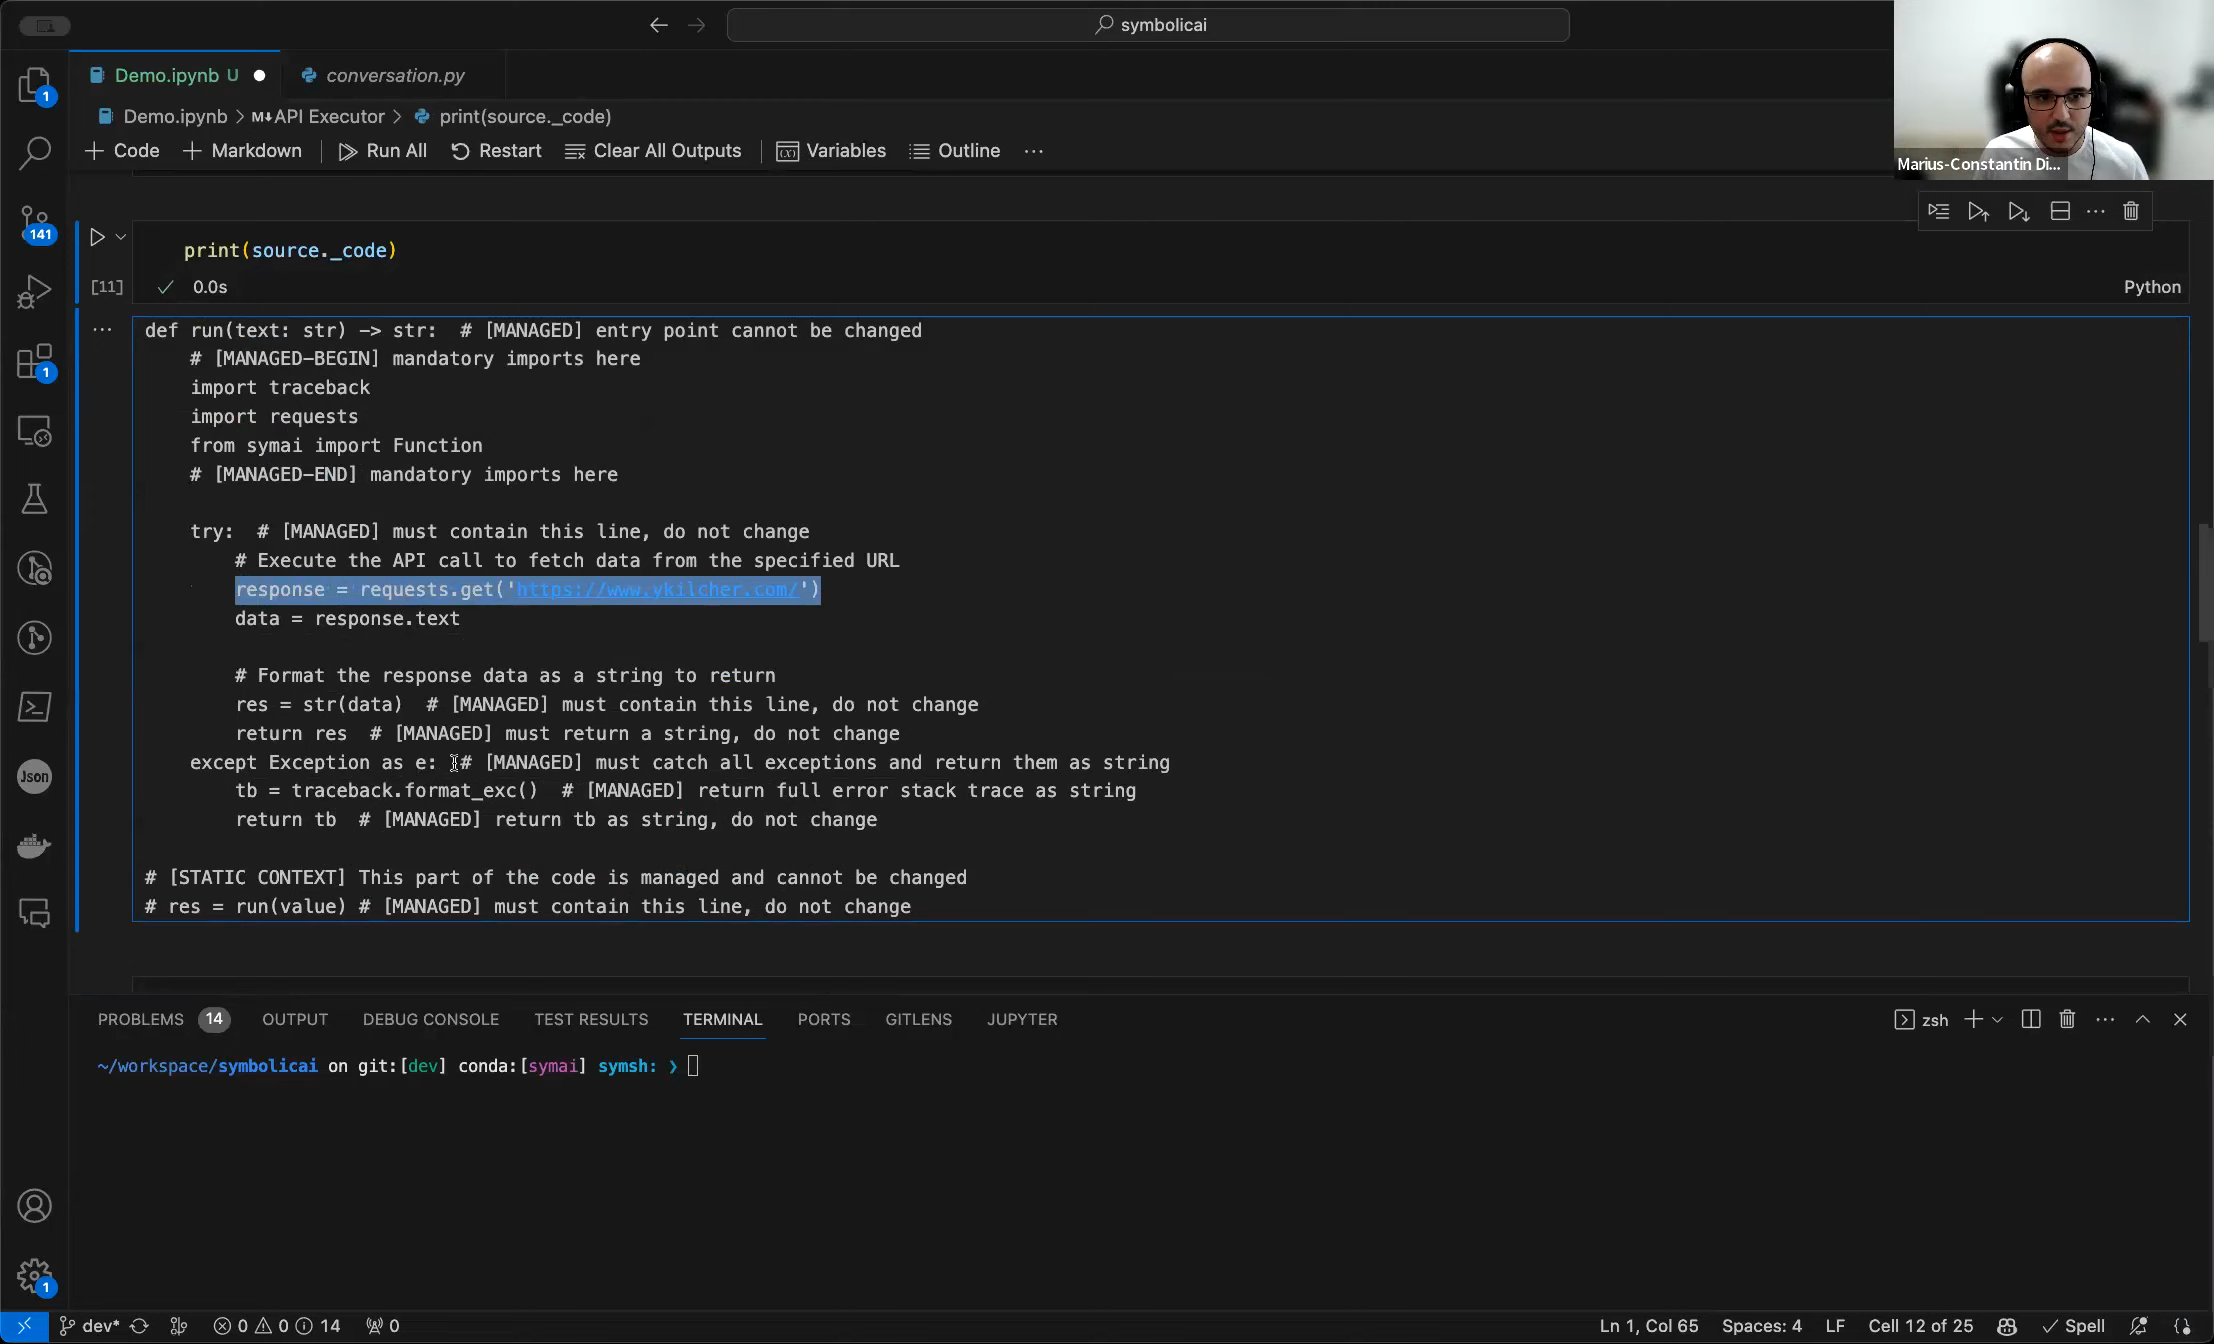 symbolicai
Demo.ipynb U
conversation.py
1
Demo.ipynb > M↓API Executor > print(source._code)
Code
Markdown
Run All
Restart
Clear All Outputs
Variables
Outline
...
Marius-Constantin Di...
141
print(source._code)
[11]
0.0s
Python
1
def run(text: str) -> str:  # [MANAGED] entry point cannot be changed
    # [MANAGED-BEGIN] mandatory imports here
    import traceback
    import requests
    from symai import Function
    # [MANAGED-END] mandatory imports here
    try:  # [MANAGED] must contain this line, do not change
        # Execute the API call to fetch data from the specified URL
        response = requests.get('https://www.ykilcher.com/')
        data = response.text
        # Format the response data as a string to return
        res = str(data)  # [MANAGED] must contain this line, do not change
        return res  # [MANAGED] must return a string, do not change
    except Exception as e:  # [MANAGED] must catch all exceptions and return them as string
        tb = traceback.format_exc()  # [MANAGED] return full error stack trace as string
        return tb  # [MANAGED] return tb as string, do not change
# [STATIC CONTEXT] This part of the code is managed and cannot be changed
# res = run(value) # [MANAGED] must contain this line, do not change
Json
PROBLEMS 14 OUTPUT DEBUG CONSOLE TEST RESULTS TERMINAL PORTS GITLENS JUPYTER
zsh
~/workspace/symbolicai on git:[dev] conda:[symai] symsh: ❯
1
dev* 0 0 14 0
Ln 1, Col 65 Spaces: 4 LF Cell 12 of 25 Spell